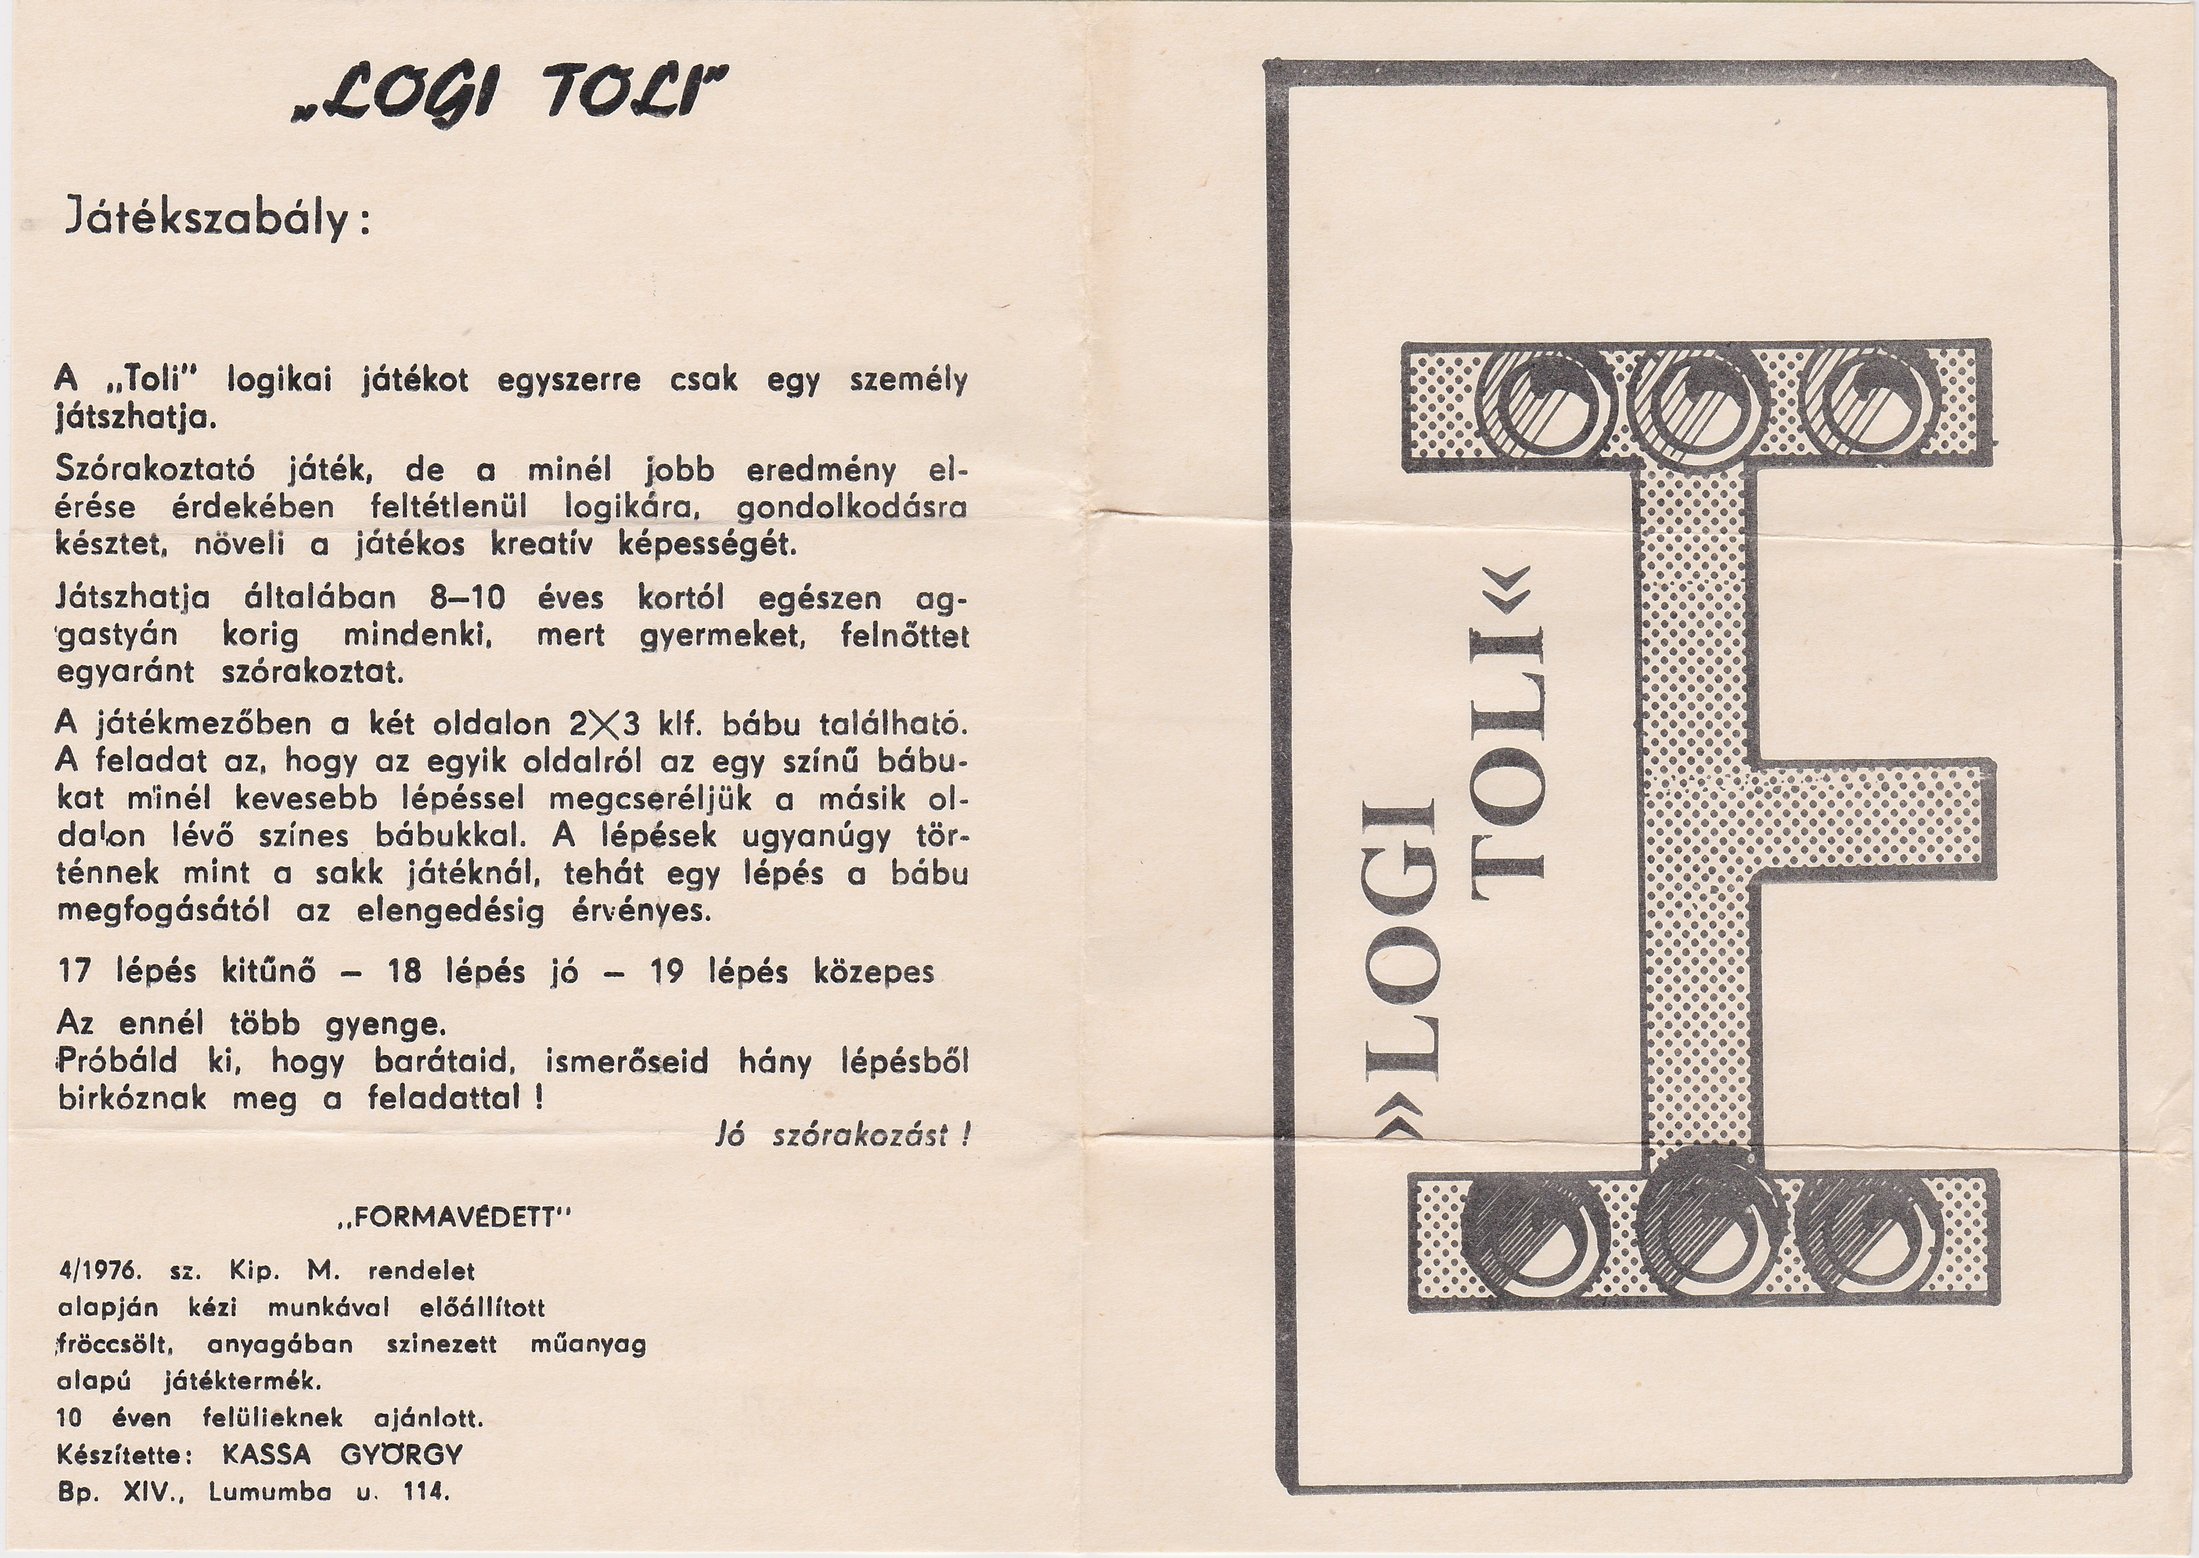 „LOGI TOLI”
Játékszabály:
A „Toli” logikai játékot egyszerre csak egy személy
játszhatja.
Szórakoztató játék, de a minél jobb eredmény el-
érése érdekében feltétlenül logikára, gondolkodásra
késztet, növeli a játékos kreatív képességét.
Játszhatja általában 8–10 éves kortól egészen ag-
gastyán korig mindenki, mert gyermeket, felnőttet
egyaránt szórakoztat.
A játékmezőben a két oldalon 2×3 klf. bábu található.
A feladat az, hogy az egyik oldalról az egy színű bábu-
kat minél kevesebb lépéssel megcseréljük a másik ol-
dalon lévő színes bábukkal. A lépések ugyanúgy tör-
ténnek mint a sakk játéknál, tehát egy lépés a bábu
megfogásától az elengedésig érvényes.
17 lépés kitűnő – 18 lépés jó – 19 lépés közepes
Az ennél több gyenge.
Próbáld ki, hogy barátaid, ismerőseid hány lépésből
birkóznak meg a feladattal !
Jó szórakozást !
„FORMAVÉDETT”
4/1976. sz. Kip. M. rendelet
alapján kézi munkával előállított
fröccsölt, anyagában szinezett műanyag
alapú játéktermék.
10 éven felülieknek ajánlott.
Készítette: KASSA GYÖRGY
Bp. XIV., Lumumba u. 114.
»LOGI
TOLI«